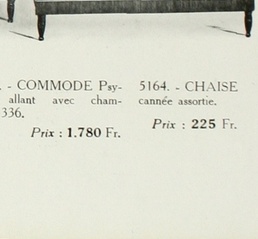 . - COMMODE Psy-
allant avec cham-
336.
Prix : 1.780 Fr.
5164. - CHAISE
cannée assortie.
Prix : 225 Fr.